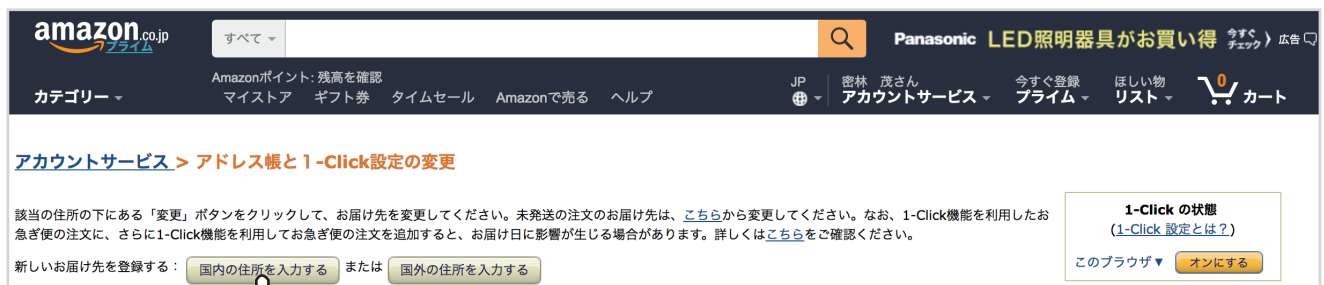 amazon.co.jp
プライム
すべて
Panasonic LED照明器具がお買い得 今すぐチェック 〉 広告
Amazonポイント: 残高を確認
カテゴリー マイストア ギフト券 タイムセール Amazonで売る ヘルプ
JP 密林 茂さん 今すぐ登録 ほしい物 0
アカウントサービス プライム リスト カート
アカウントサービス > アドレス帳と1-Click設定の変更
該当の住所の下にある「変更」ボタンをクリックして、お届け先を変更してください。未発送の注文のお届け先は、こちらから変更してください。なお、1-Click機能を利用したお
急ぎ便の注文に、さらに1-Click機能を利用してお急ぎ便の注文を追加すると、お届け日に影響が生じる場合があります。詳しくはこちらをご確認ください。
新しいお届け先を登録する： 国内の住所を入力する または 国外の住所を入力する
1-Click の状態
(1-Click 設定とは？)
このブラウザ▼ オンにする